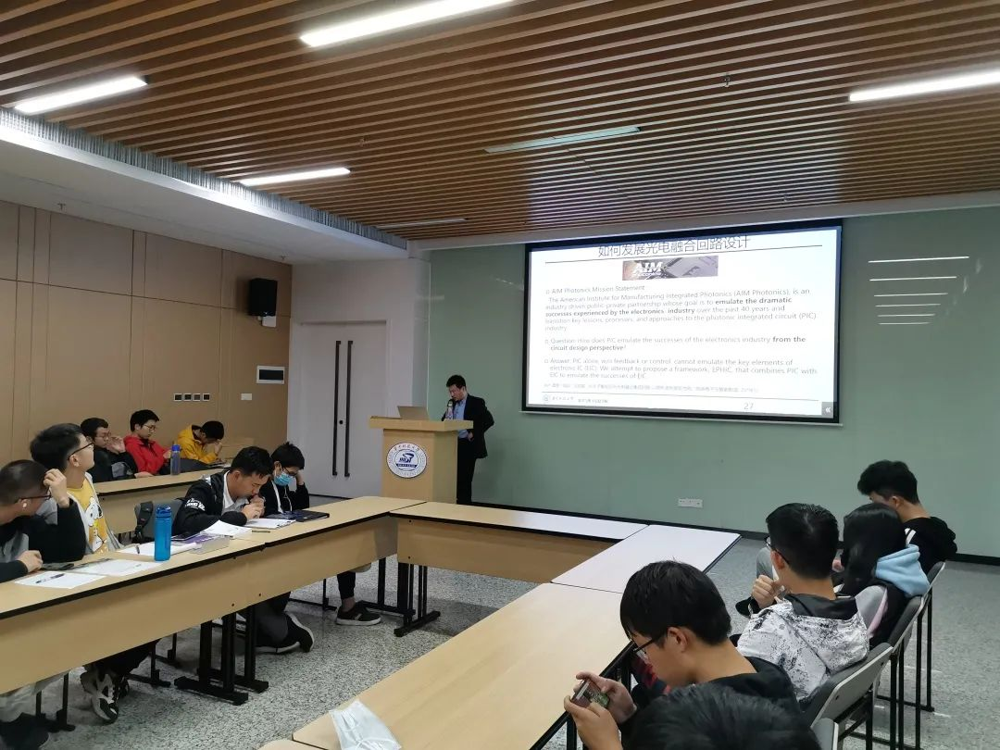 如何发展光电融合回路设计
AIM
AIM Photonics Mission Statement
The American Institute for Manufacturing Integrated Photonics (AIM Photonics), is an
industry driven public-private partnership whose goal is to emulate the dramatic
successes experienced by the electronics industry over the past 40 years and
transition key lessons, processes, and approaches to the photonic integrated circuit (PIC)
industry
Question: How does PIC emulate the successes of the electronics industry from the
circuit design perspective?
Answer: PIC alone, w/o feedback or control, cannot emulate the key elements of
electronic IC (EIC). We attempt to propose a framework, EPHIC, that combines PIC with
EIC to emulate the successes of EIC
27